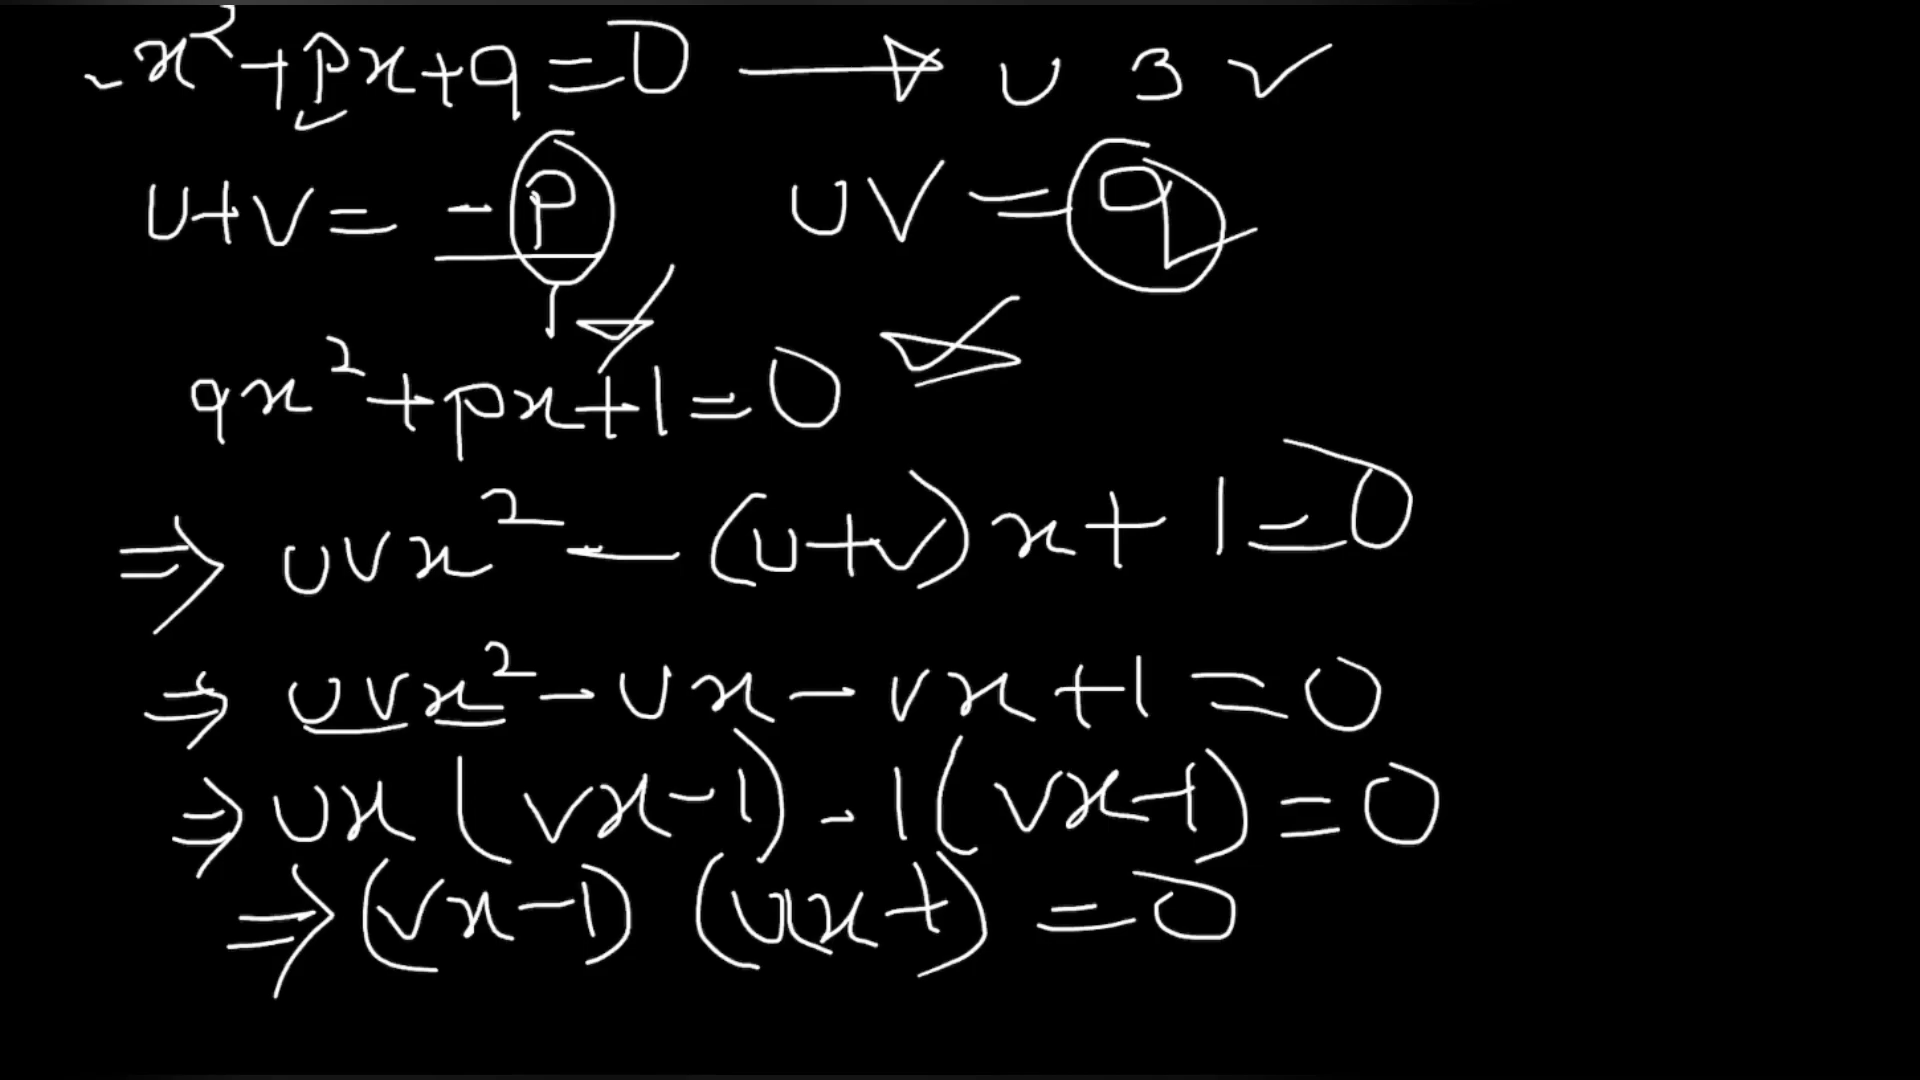 x²+px+q=0 → u ও v
u+v = -p uv = q
qx²+px+1=0
⇒ uvx² - (u+v)x+1=0
⇒ uvx² - ux - vx+1=0
⇒ ux(vx-1) - 1(vx-1)=0
⇒ (vx-1) (ux-1) =0